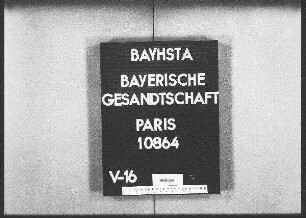 BAYHSTA
BAYERISCHE
GESANDTSCHAFT
PARIS
10864
V-16